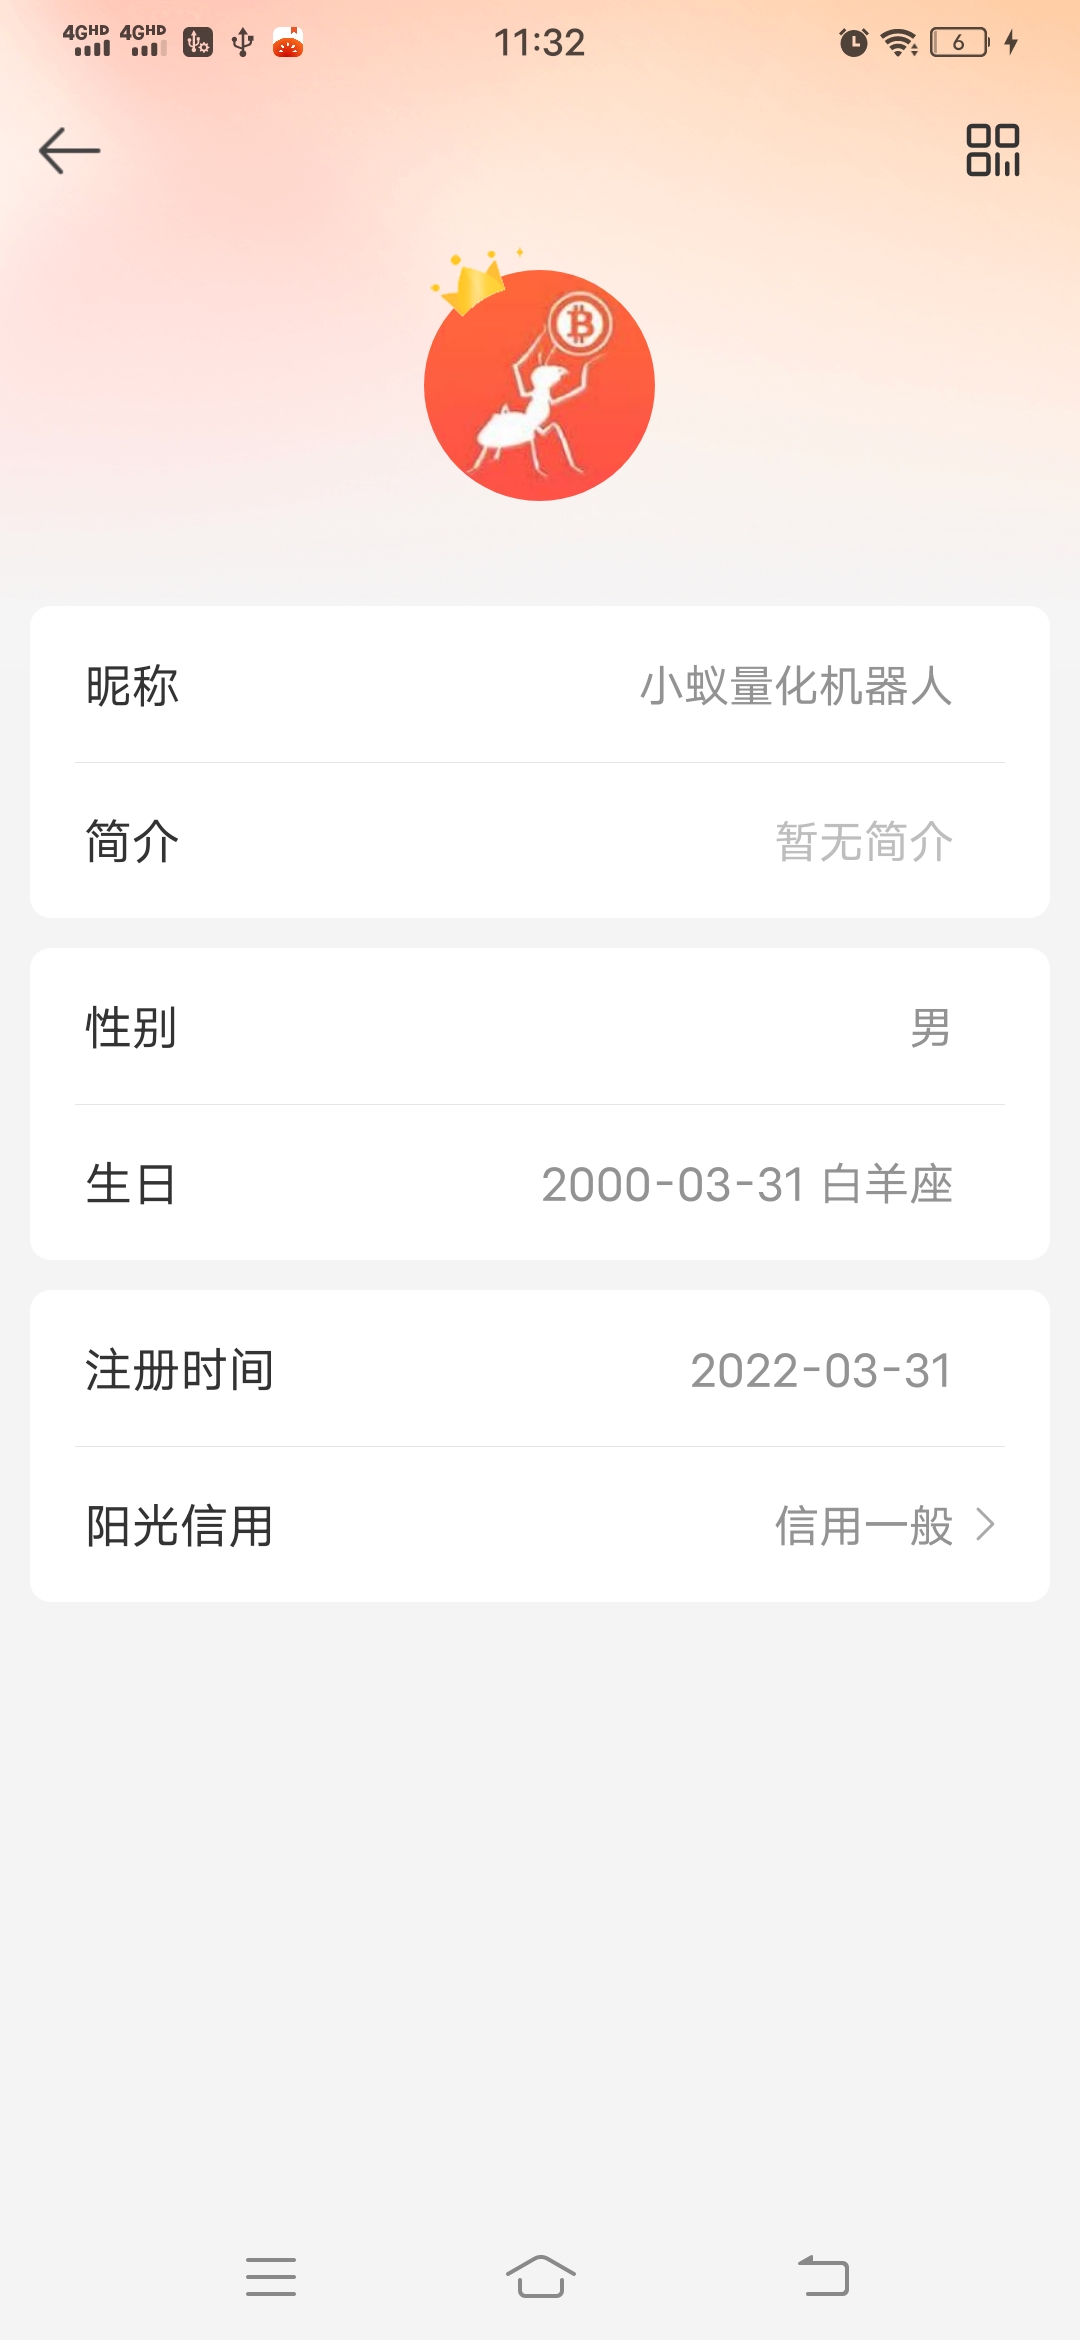 4GHD 4GHD 11:32 6
昵称 小蚁量化机器人
简介 暂无简介
性别 男
生日 2000-03-31 白羊座
注册时间 2022-03-31
阳光信用 信用一般